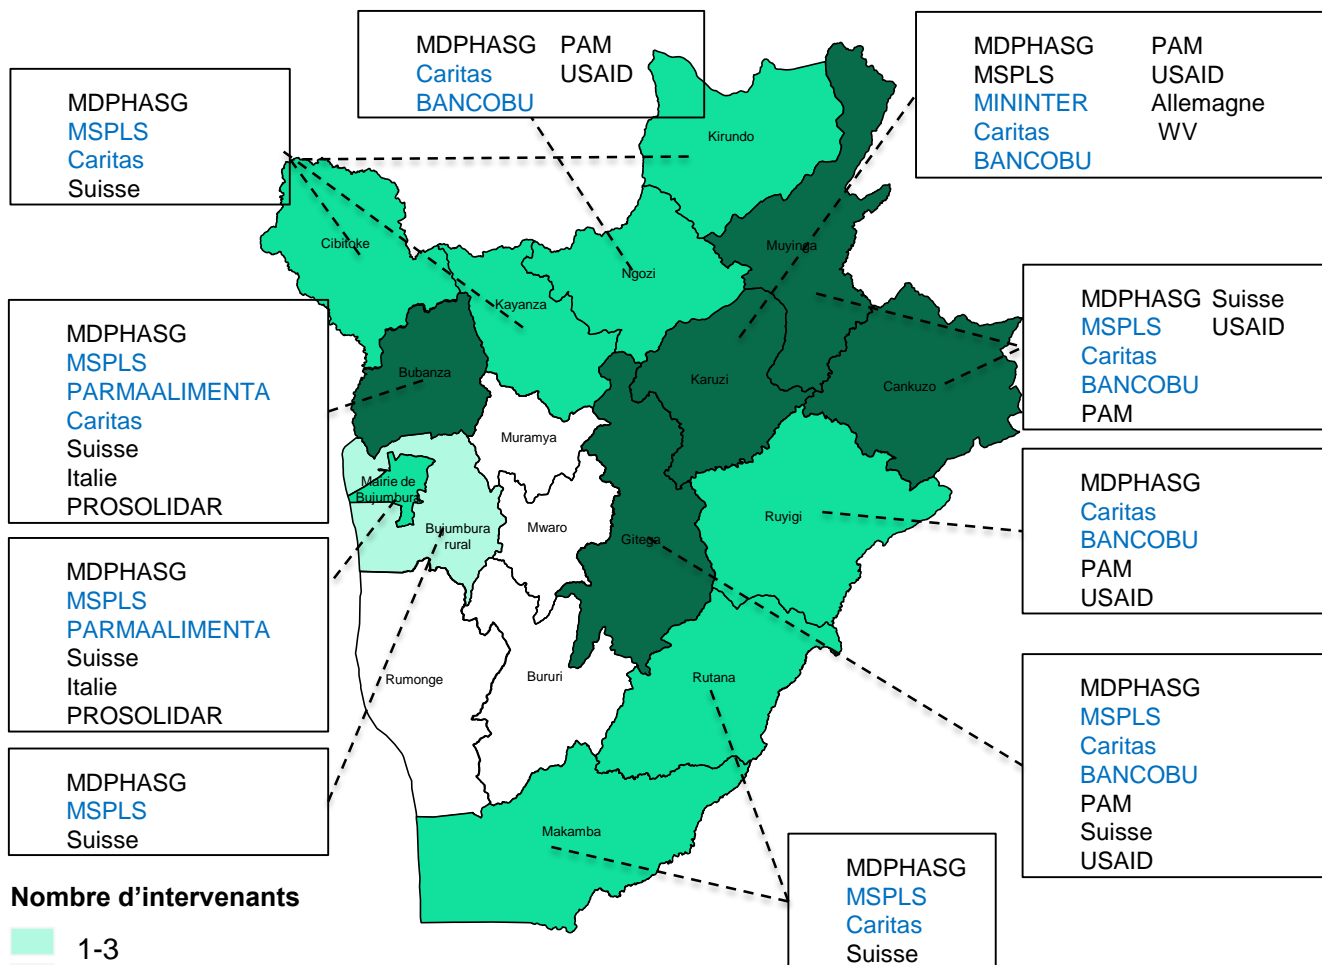 MDPHASG PAM
Caritas USAID
BANCOBU
MDPHASG PAM
MSPLS USAID
MININTER Allemagne
Caritas WV
BANCOBU
MDPHASG
MSPLS
Caritas
Suisse
Kirundo
Cibitoke
Muyinga
Ngozi
Kayanza
MDPHASG Suisse
MSPLS USAID
Caritas
BANCOBU
PAM
MDPHASG
MSPLS
PARMAALIMENTA
Caritas
Suisse
Italie
PROSOLIDAR
Bubanza
Karuzi
Cankuzo
Muramya
Mairie de
Bujumbura
Bujumbura
rural
Mwaro
Gitega
Ruyigi
MDPHASG
Caritas
BANCOBU
PAM
USAID
MDPHASG
MSPLS
PARMAALIMENTA
Suisse
Italie
PROSOLIDAR
Rumonge
Bururi
Rutana
MDPHASG
MSPLS
Caritas
BANCOBU
PAM
Suisse
USAID
MDPHASG
MSPLS
Suisse
Makamba
MDPHASG
MSPLS
Caritas
Suisse
Nombre d’intervenants
1-3